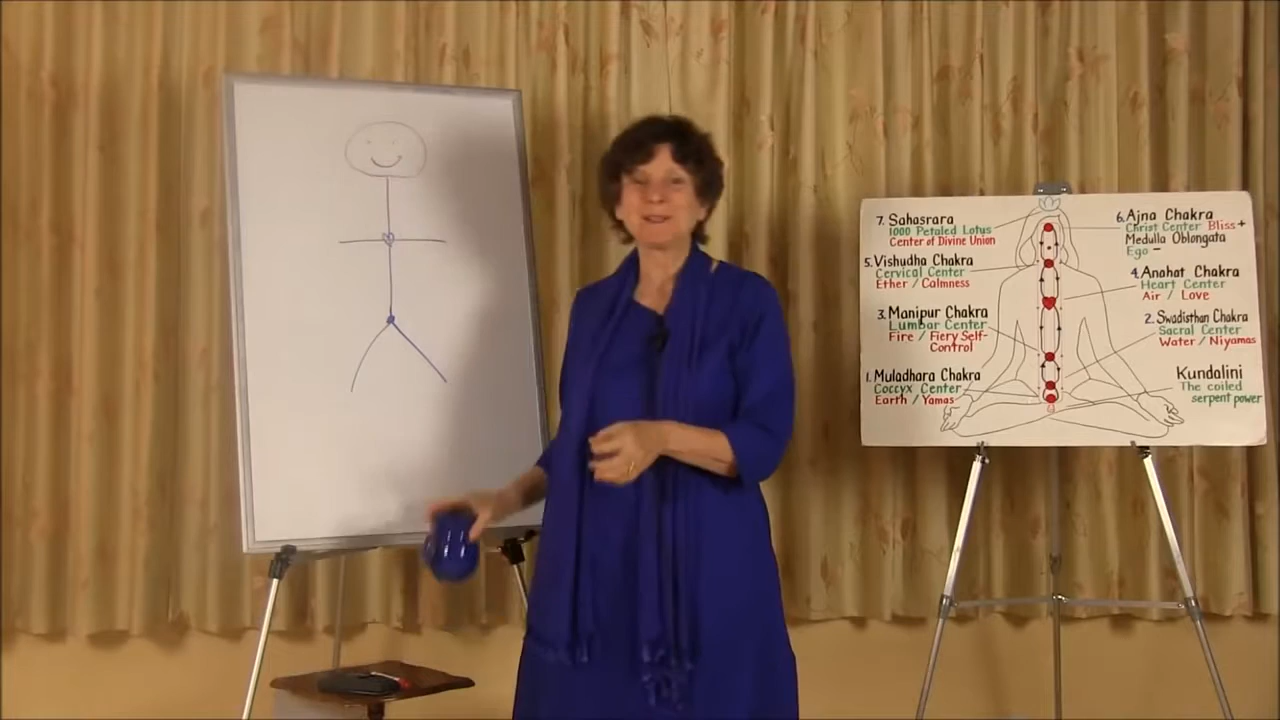 7. Sahasrara
1000 Petaled Lotus
Center of Divine Union
6. Ajna Chakra
Christ Center Bliss +
Medulla Oblongata
Ego -
5. Vishudha Chakra
Cervical Center
Ether / Calmness
4. Anahat Chakra
Heart Center
Air / Love
3. Manipur Chakra
Lumbar Center
Fire / Fiery Self-
Control
2. Swadisthan Chakra
Sacral Center
Water / Niyamas
1. Muladhara Chakra
Coccyx Center
Earth / Yamas
Kundalini
The coiled
serpent power